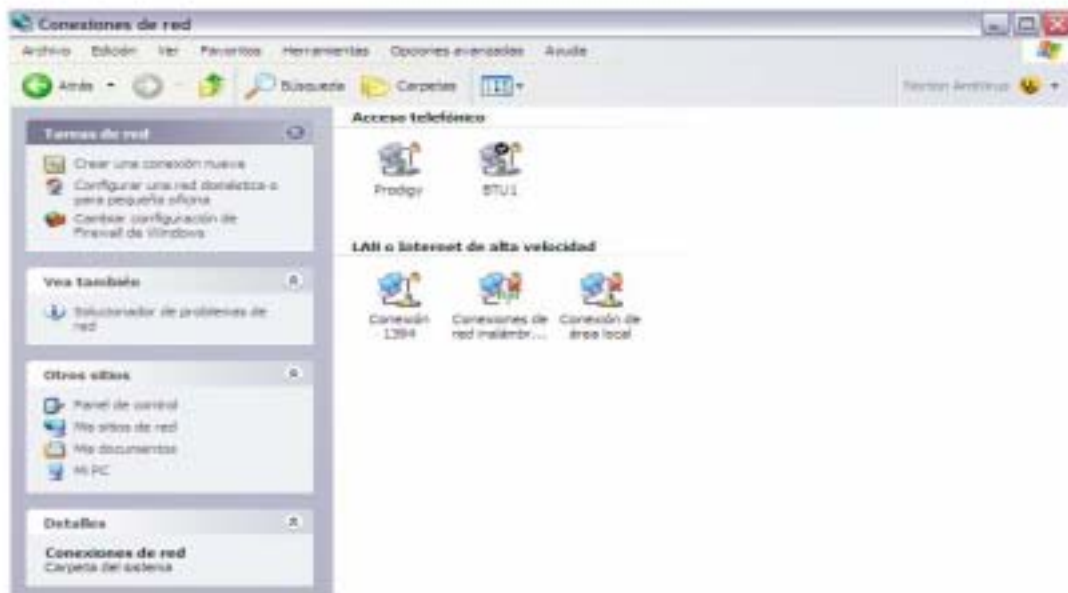 Conexiones de red
Archivo Edición Ver Favoritos Herramientas Opciones avanzadas Ayuda
Atrás Búsqueda Carpetas Norton AntiVirus
Tareas de red
Crear una conexión nueva
Configurar una red doméstica o
para pequeña oficina
Cambiar configuración de
Firewall de Windows
Vea también
Solucionador de problemas de
red
Otros sitios
Panel de control
Mis sitios de red
Mis documentos
Mi PC
Detalles
Conexiones de red
Carpeta del sistema
Acceso telefónico
Prodigy
BTU1
LAN o Internet de alta velocidad
Conexión
1394
Conexiones de
red inalámbr...
Conexión de
área local